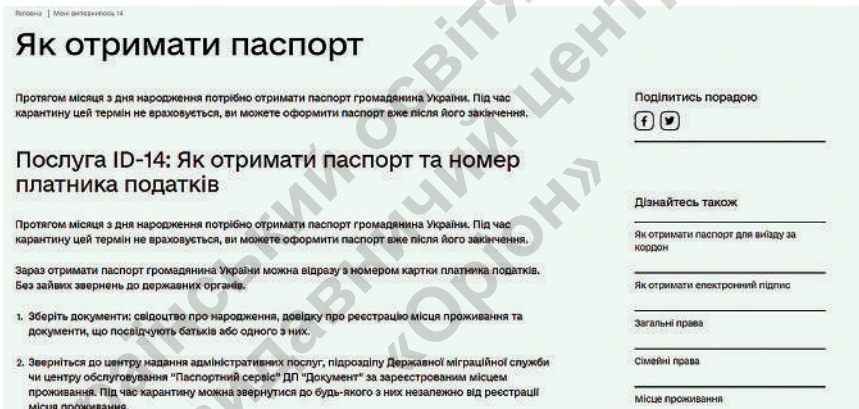 Головна | Мені виповнилось 14
Як отримати паспорт
Протягом місяця з дня народження потрібно отримати паспорт громадянина України. Під час
карантину цей термін не враховується, ви можете оформити паспорт вже після його закінчення.
Послуга ID-14: Як отримати паспорт та номер
платника податків
Протягом місяця з дня народження потрібно отримати паспорт громадянина України. Під час
карантину цей термін не враховується, ви можете оформити паспорт вже після його закінчення.
Зараз отримати паспорт громадянина України можна відразу з номером картки платника податків.
Без зайвих звернень до державних органів.
1. Зберіть документи: свідоцтво про народження, довідку про реєстрацію місця проживання та
документи, що посвідчують батьків або одного з них.
2. Зверніться до центру надання адміністративних послуг, підрозділу Державної міграційної служби
чи центру обслуговування "Паспортний сервіс" ДП "Документ" за зареєстрованим місцем
проживання. Під час карантину можна звернутися до будь-якого з них незалежно від реєстрації
місця проживання.
Поділитись порадою
Дізнайтесь також
Як отримати паспорт для виїзду за
кордон
Як отримати електронний підпис
Загальні права
Сімейні права
Місце проживання
«Оріон»